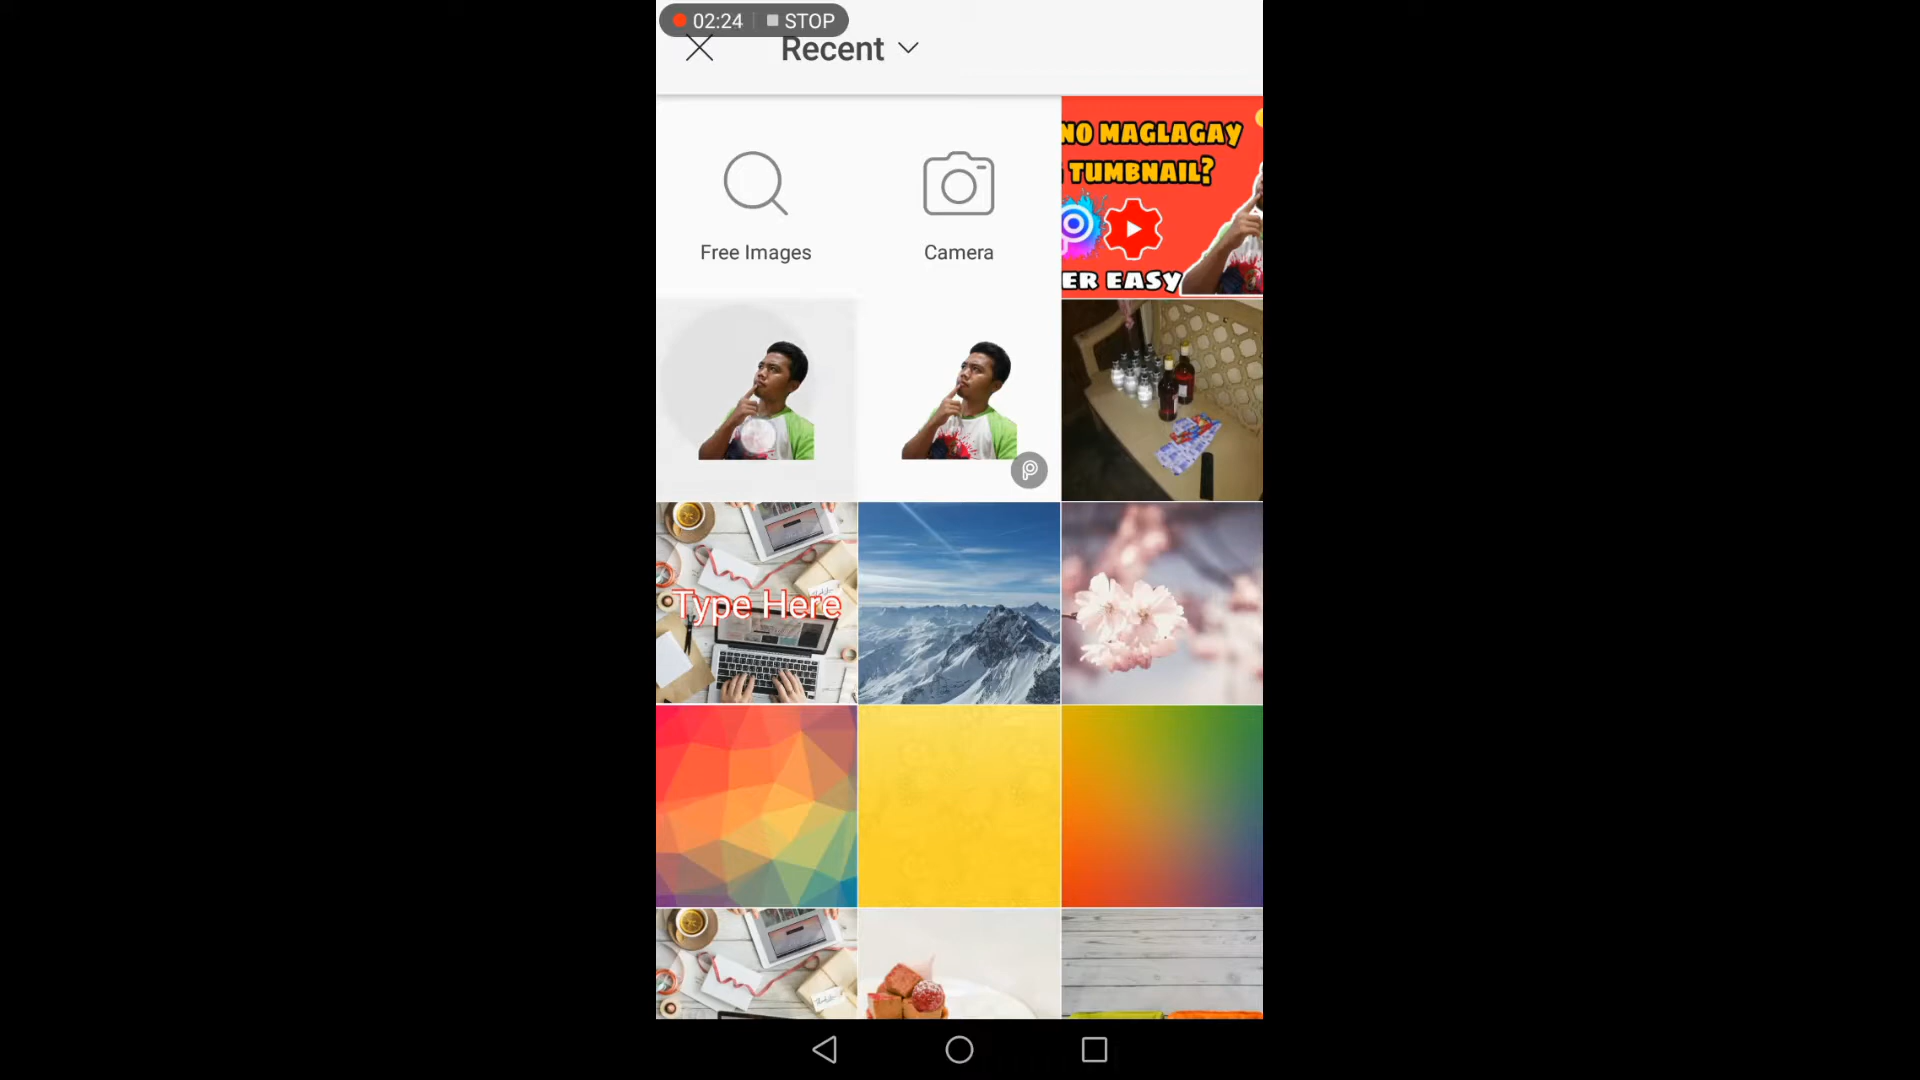 02:24 STOP
Recent
Free Images
Camera
NO MAGLAGAY
TUMBNAIL?
ER EASY
Type Here